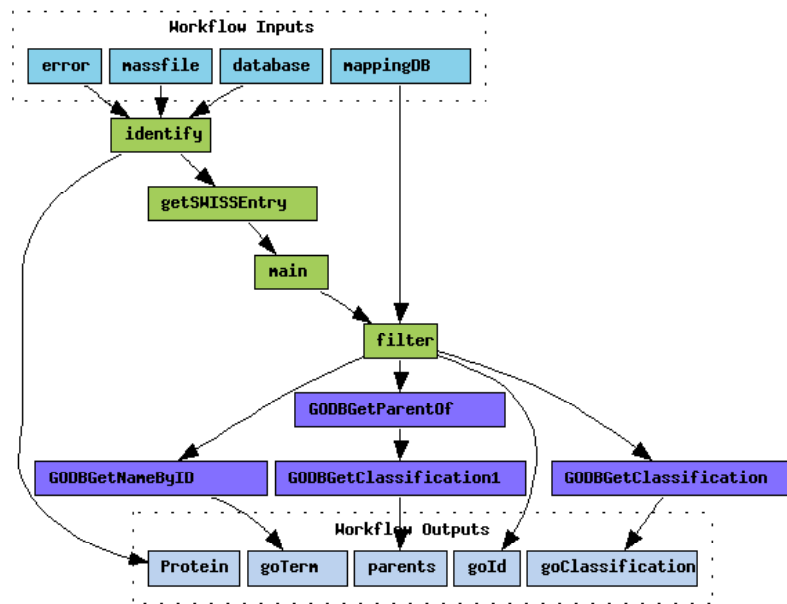 Workflow Inputs
error massfile database mappingDB
identify
getSWISSEntry
main
filter
GODBGetParentOf
GODBGetNameByID GODBGetClassification1 GODBGetClassification
Workflow Outputs
Protein goTerm parents goId goClassification